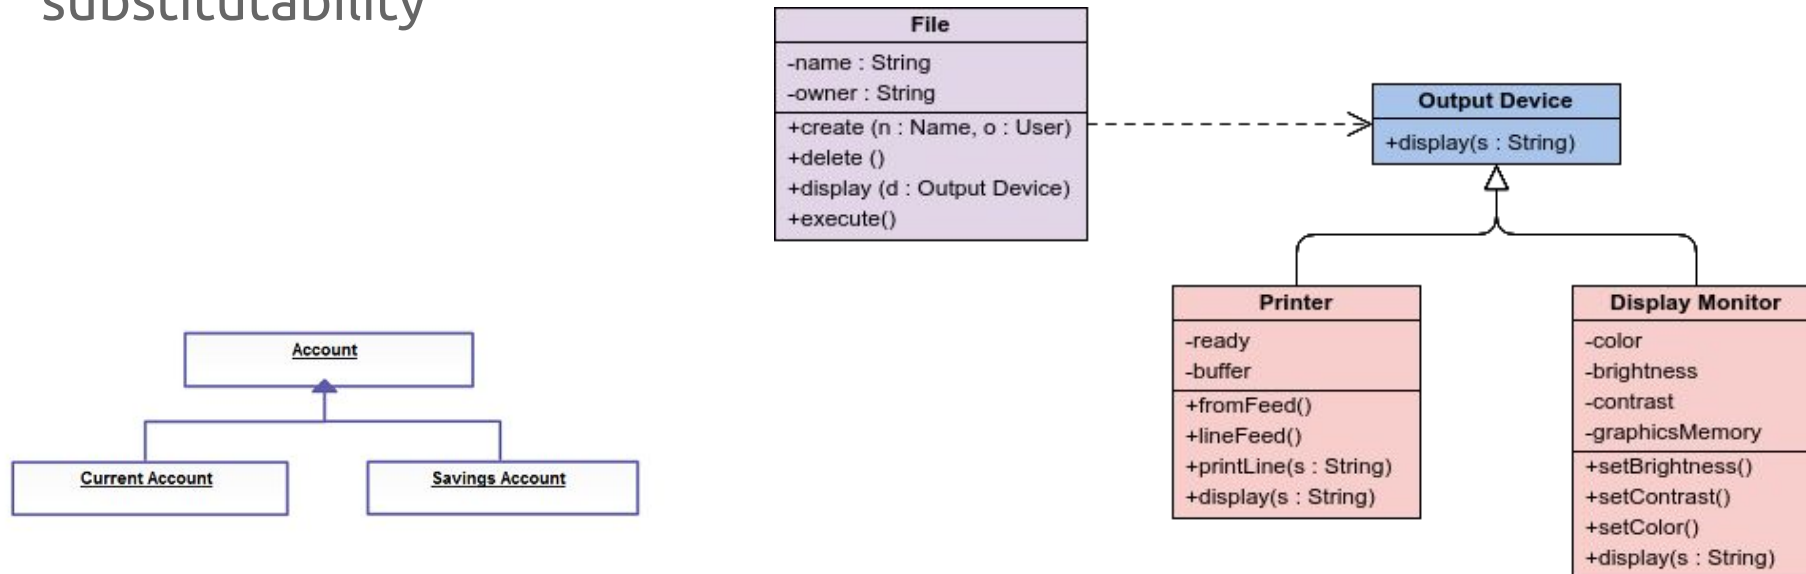 substitutability
File
-name : String
-owner : String
+create (n : Name, o : User)
+delete ()
+display (d : Output Device)
+execute()
Output Device
+display(s : String)
Printer
-ready
-buffer
+fromFeed()
+lineFeed()
+printLine(s : String)
+display(s : String)
Display Monitor
-color
-brightness
-contrast
-graphicsMemory
+setBrightness()
+setContrast()
+setColor()
+display(s : String)
Account
Current Account
Savings Account